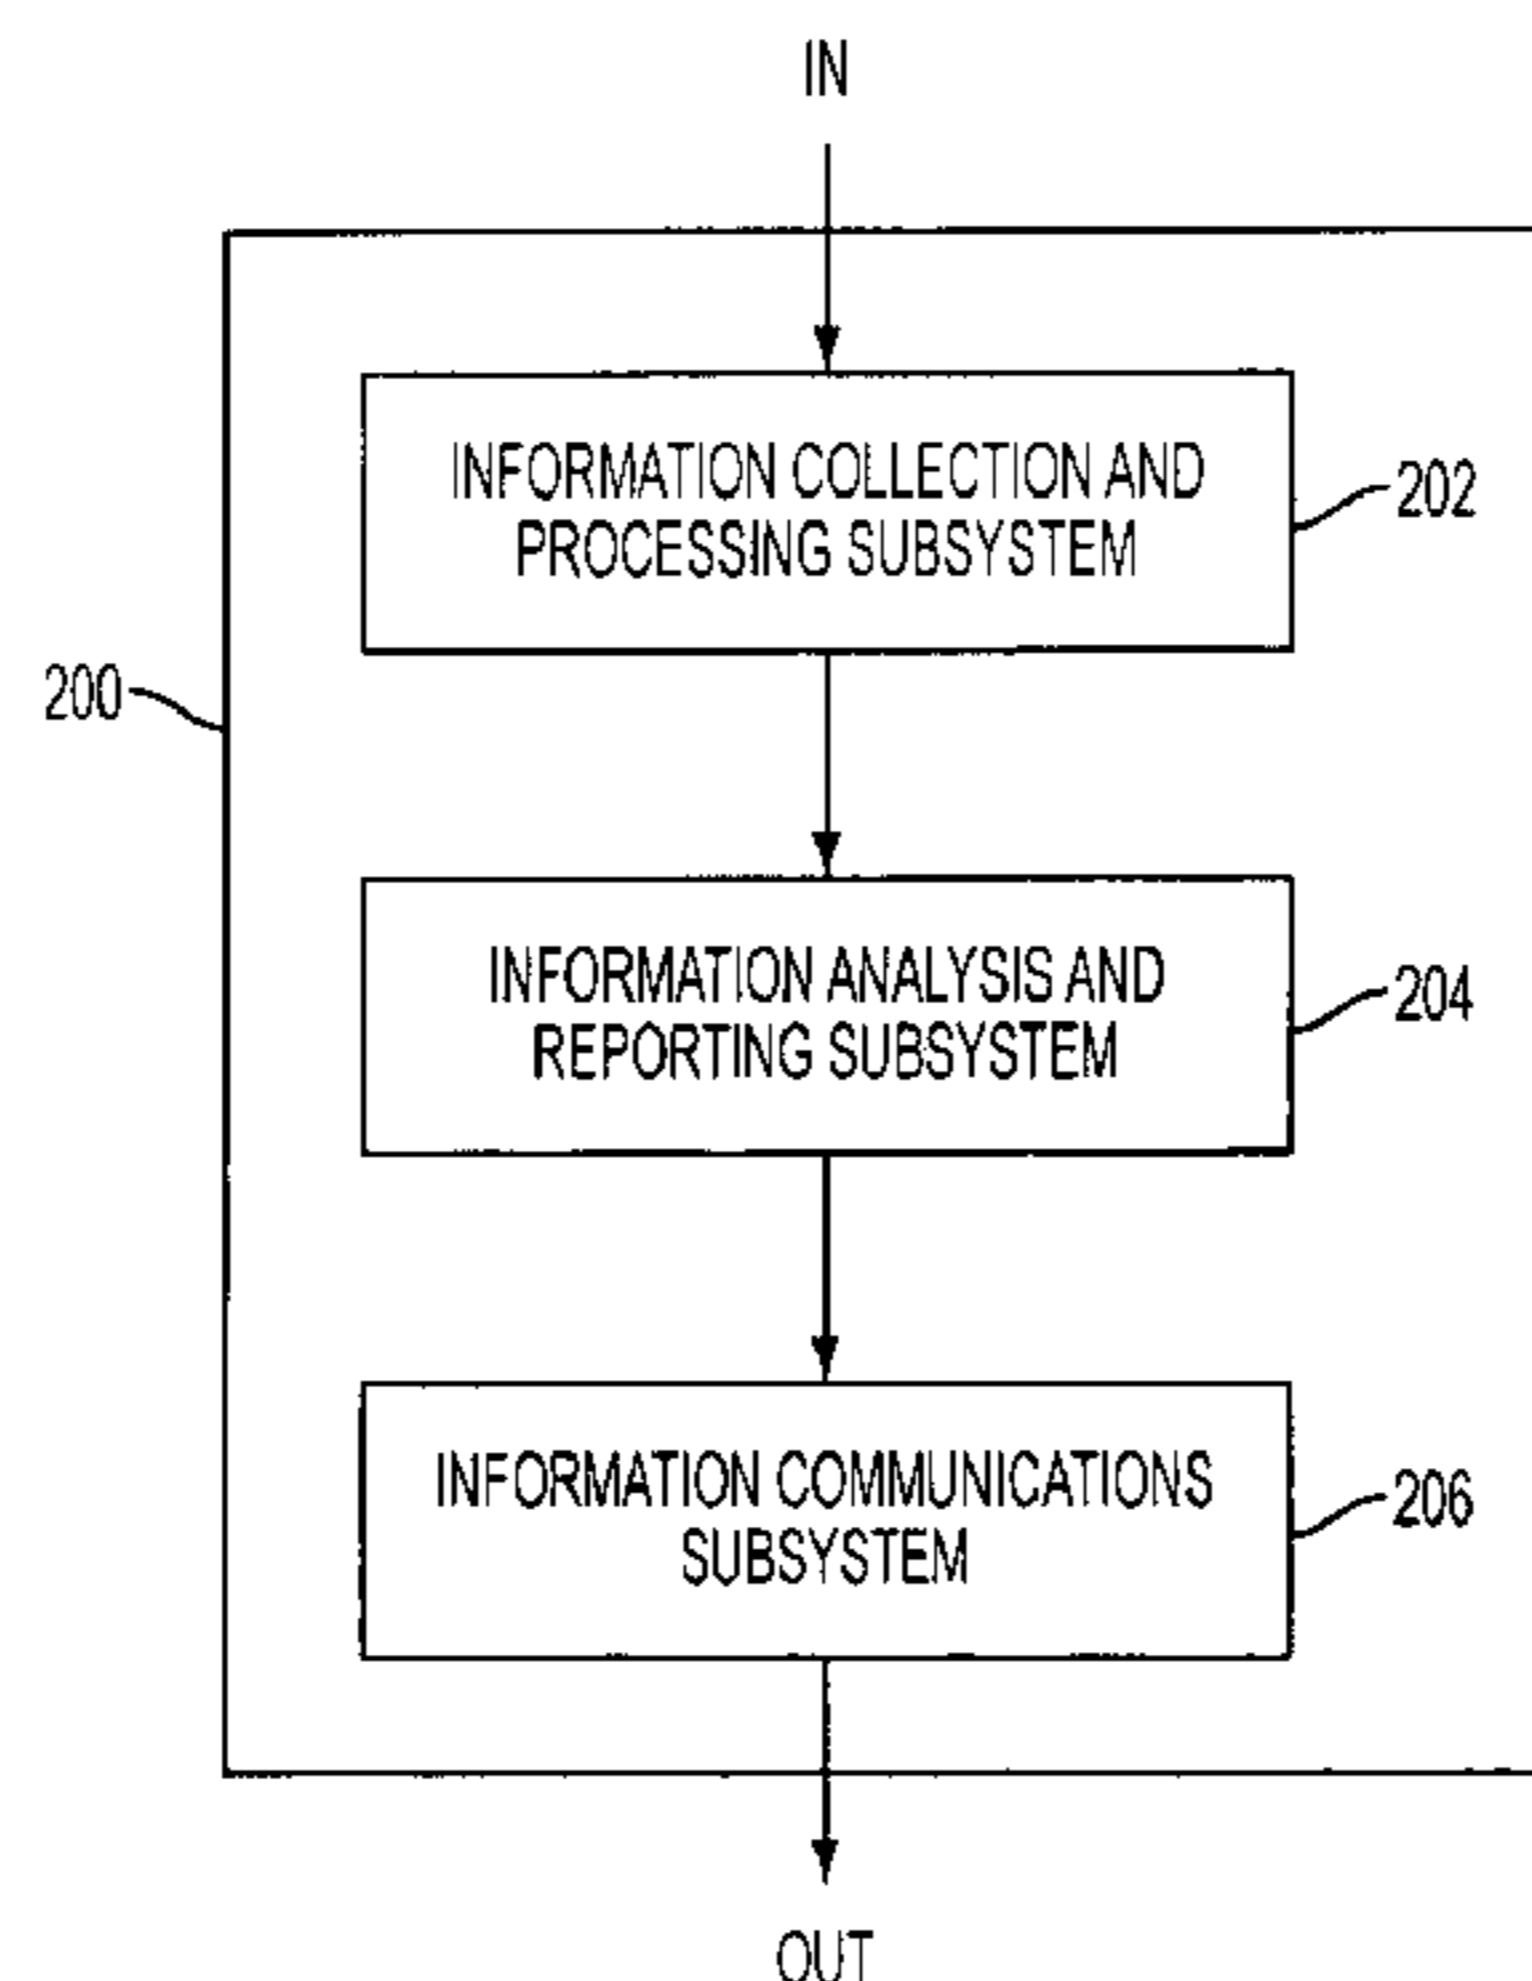 IN
INFORMATION COLLECTION AND
PROCESSING SUBSYSTEM
202
200
INFORMATION ANALYSIS AND
REPORTING SUBSYSTEM
204
INFORMATION COMMUNICATIONS
SUBSYSTEM
206
OUT